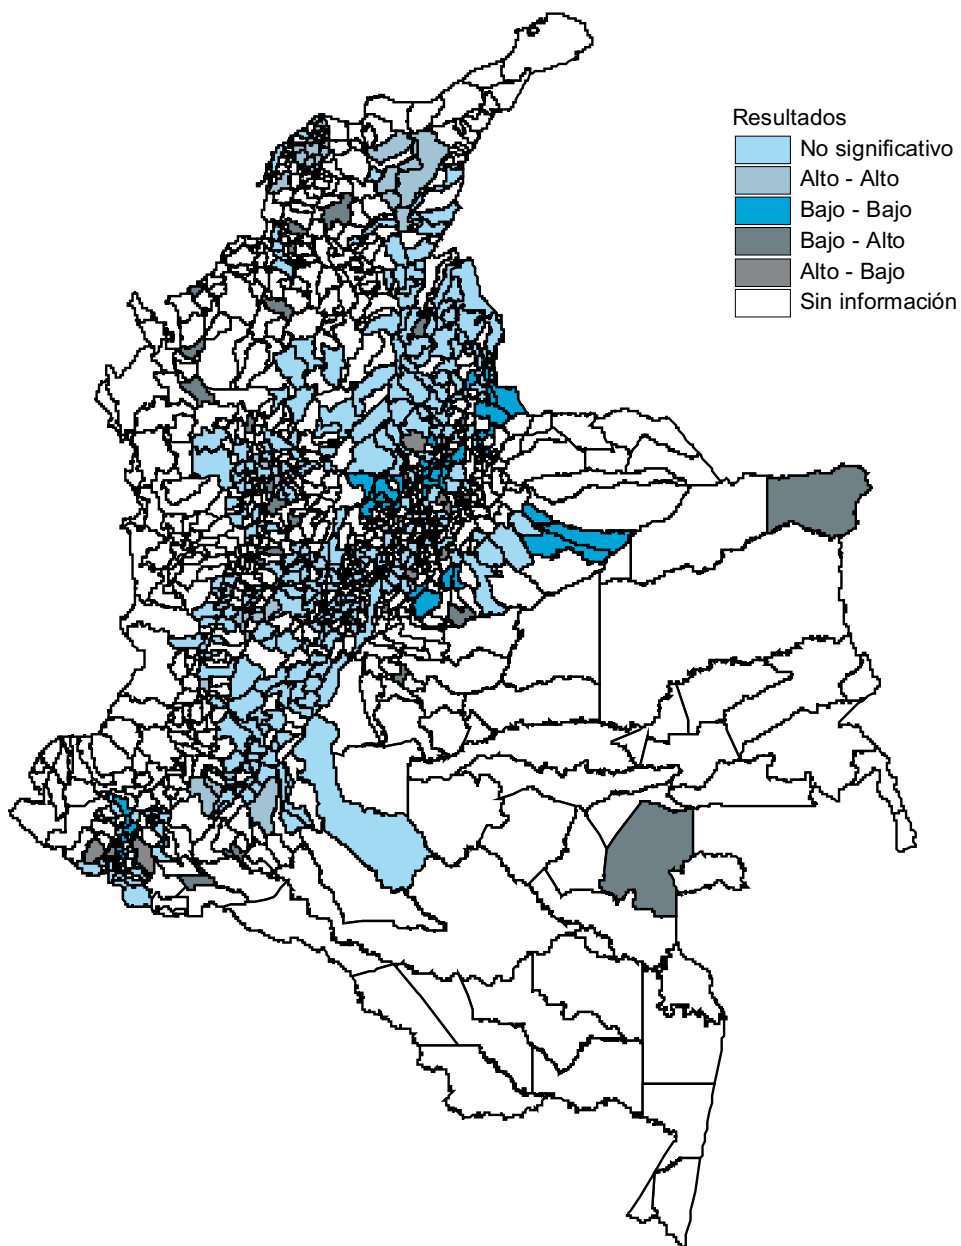 Resultados
No significativo
Alto - Alto
Bajo - Bajo
Bajo - Alto
Alto - Bajo
Sin información